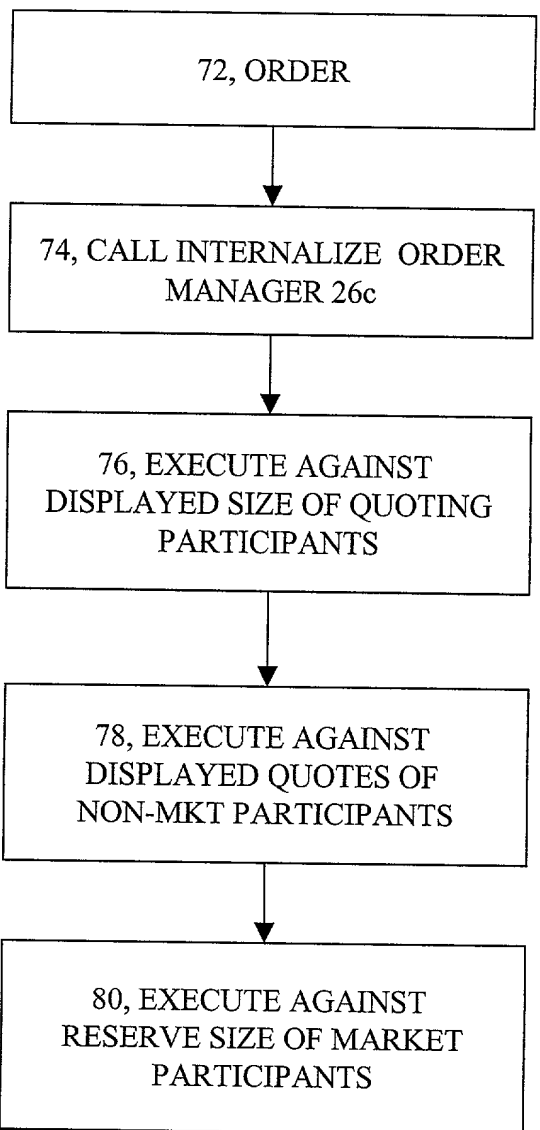 72, ORDER
74, CALL INTERNALIZE ORDER
MANAGER 26c
76, EXECUTE AGAINST
DISPLAYED SIZE OF QUOTING
PARTICIPANTS
78, EXECUTE AGAINST
DISPLAYED QUOTES OF
NON-MKT PARTICIPANTS
80, EXECUTE AGAINST
RESERVE SIZE OF MARKET
PARTICIPANTS